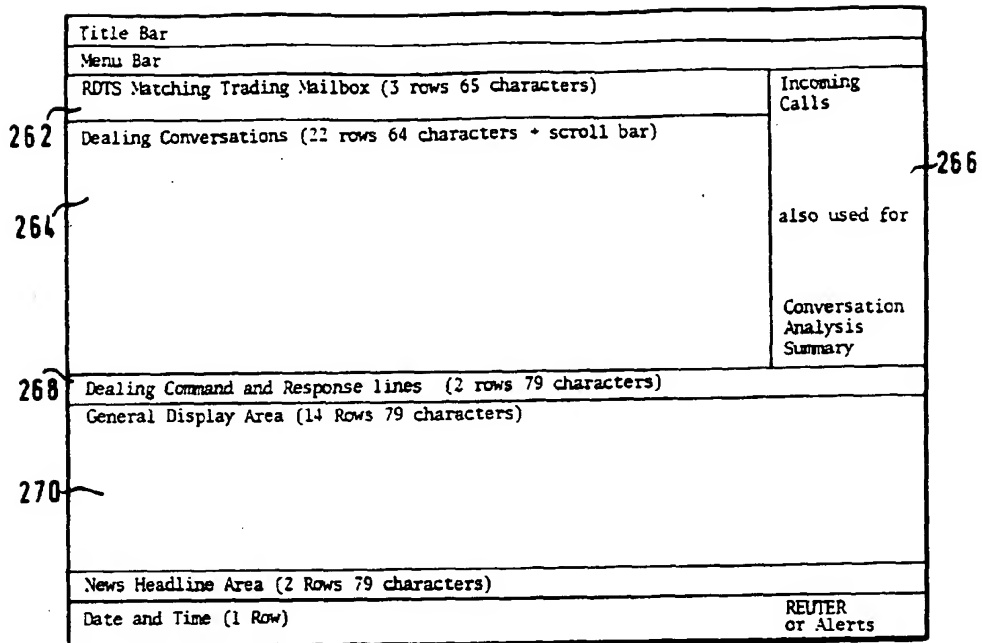 Title Bar
Menu Bar
RDTS Matching Trading Mailbox (3 rows 65 characters)
Incoming
Calls
262
Dealing Conversations (22 rows 64 characters + scroll bar)
266
264
also used for
Conversation
Analysis
Summary
268
Dealing Command and Response lines (2 rows 79 characters)
General Display Area (14 Rows 79 characters)
270
News Headline Area (2 Rows 79 characters)
Date and Time (1 Row)
REUTER
or Alerts